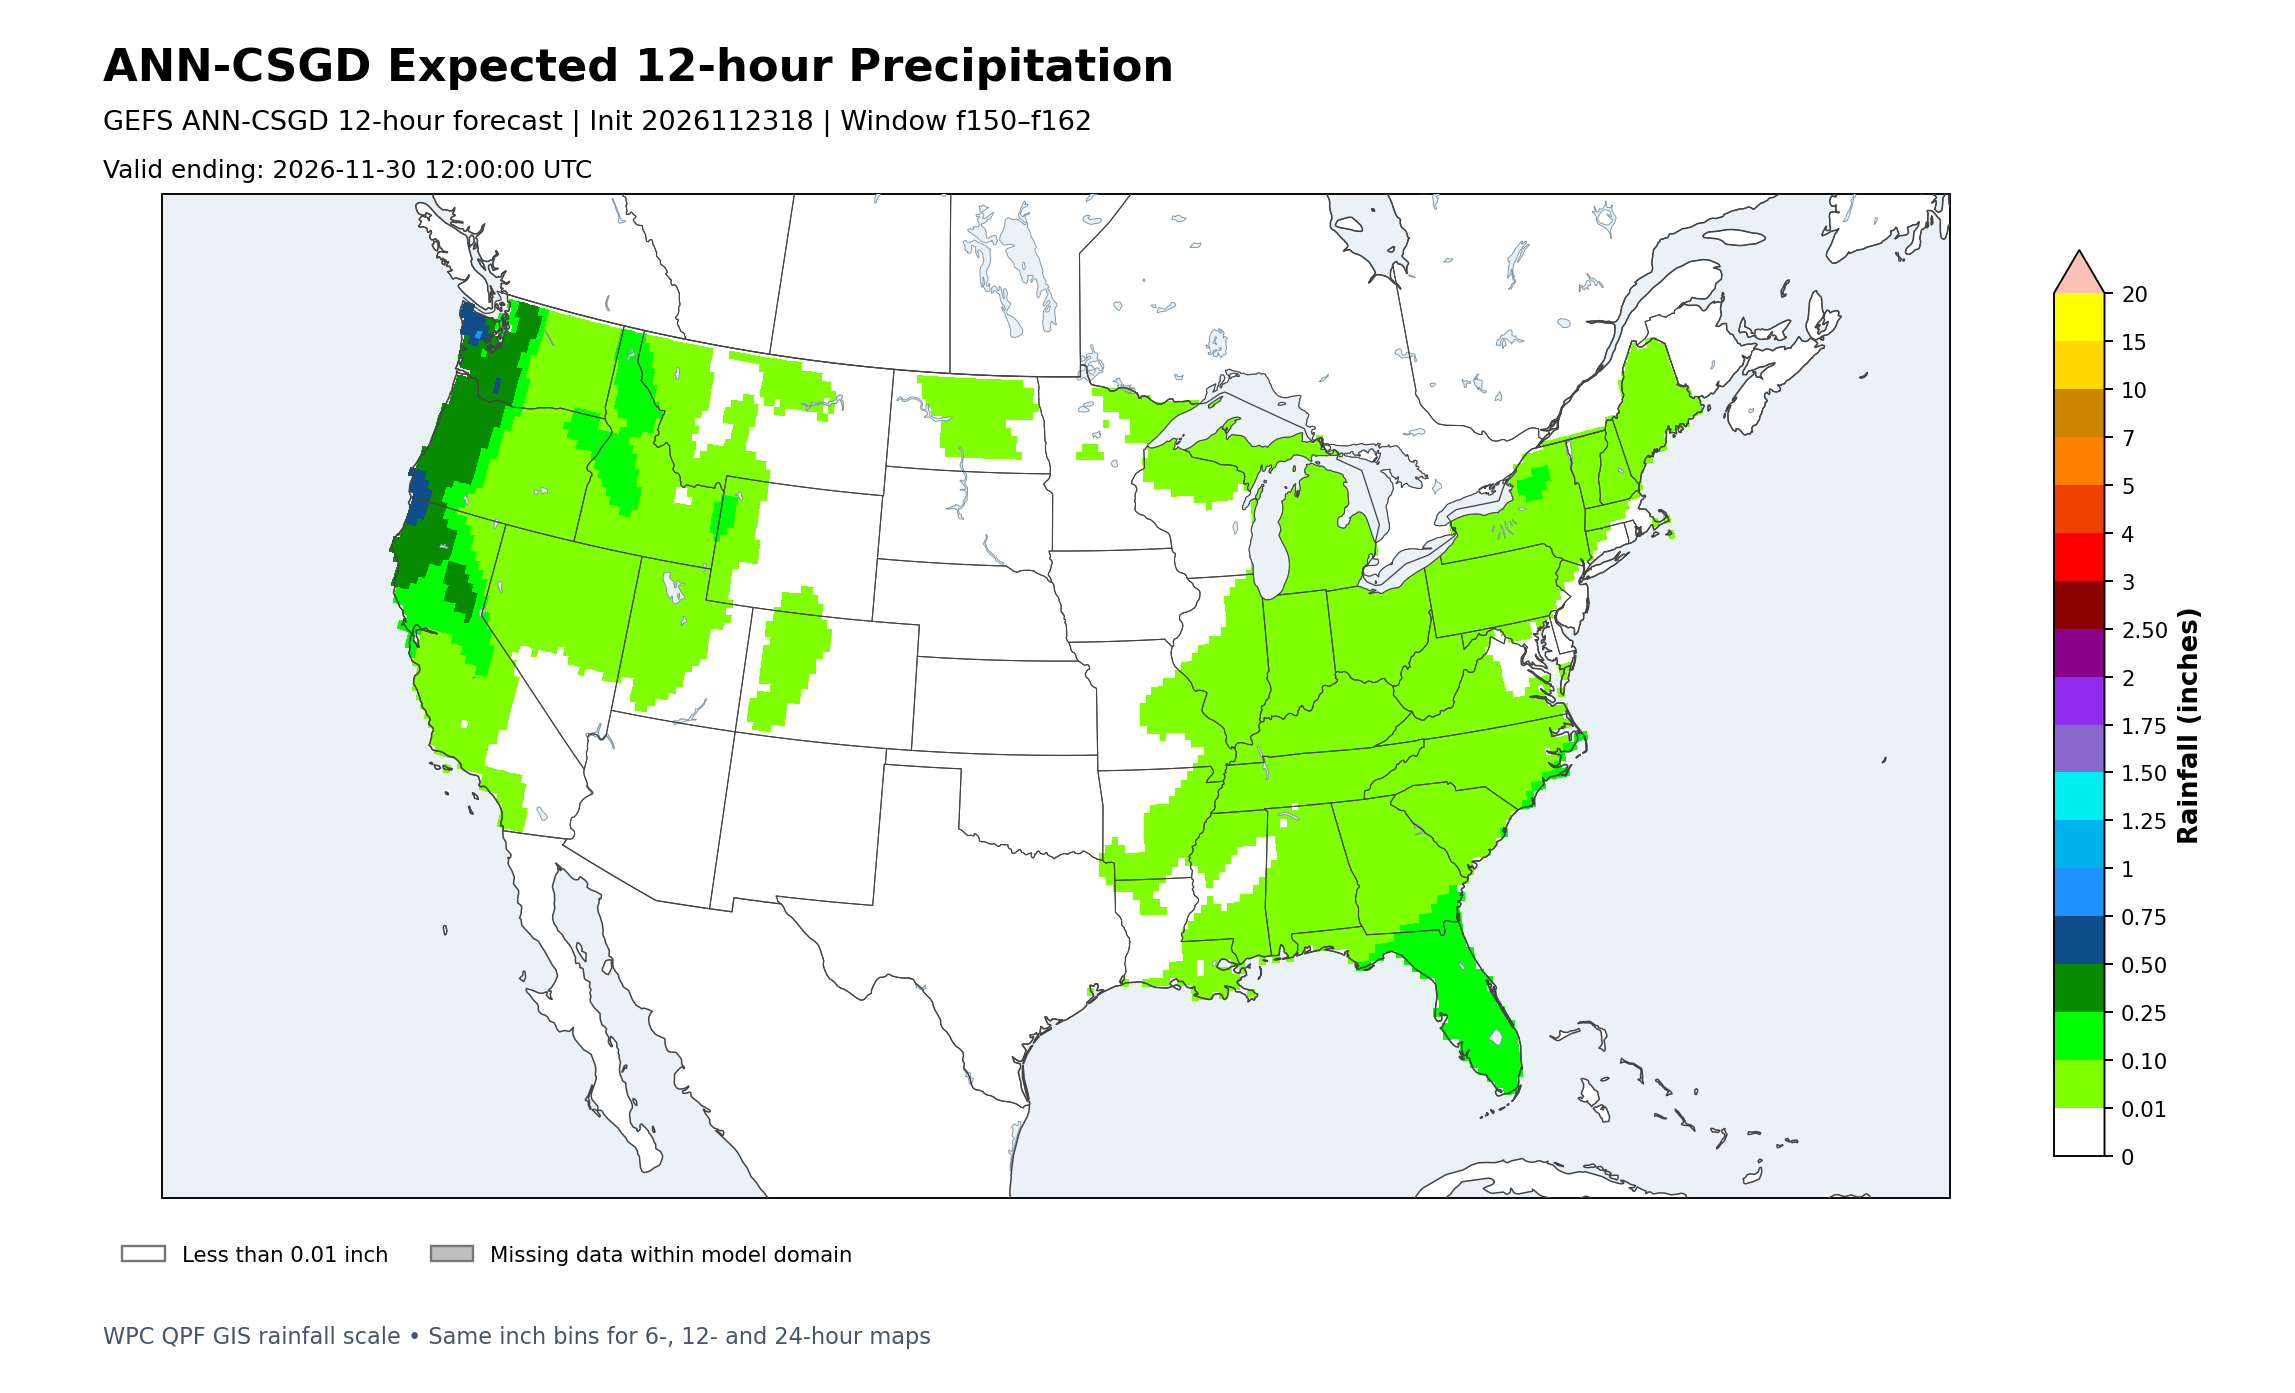 ANN-CSGD Expected 12-hour Precipitation
GEFS ANN-CSGD 12-hour forecast | Init 2026112318 | Window f150–f162
Valid ending: 2026-11-30 12:00:00 UTC
20
15
10
7
5
4
3
2.50
2
1.75
1.50
1.25
1
0.75
0.50
0.25
0.10
0.01
0
Rainfall (inches)
Less than 0.01 inch
Missing data within model domain
WPC QPF GIS rainfall scale • Same inch bins for 6-, 12- and 24-hour maps